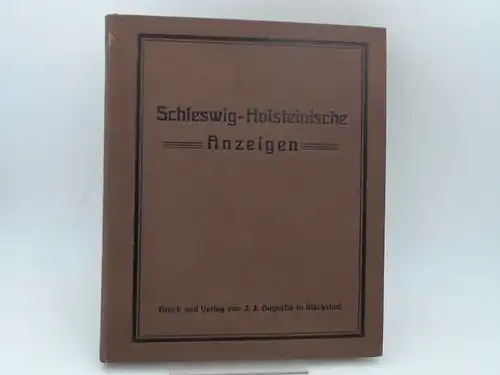 Schleswig-Holsteinische
Anzeigen
Druck und Verlag von J. J. Augustin in Glückstadt